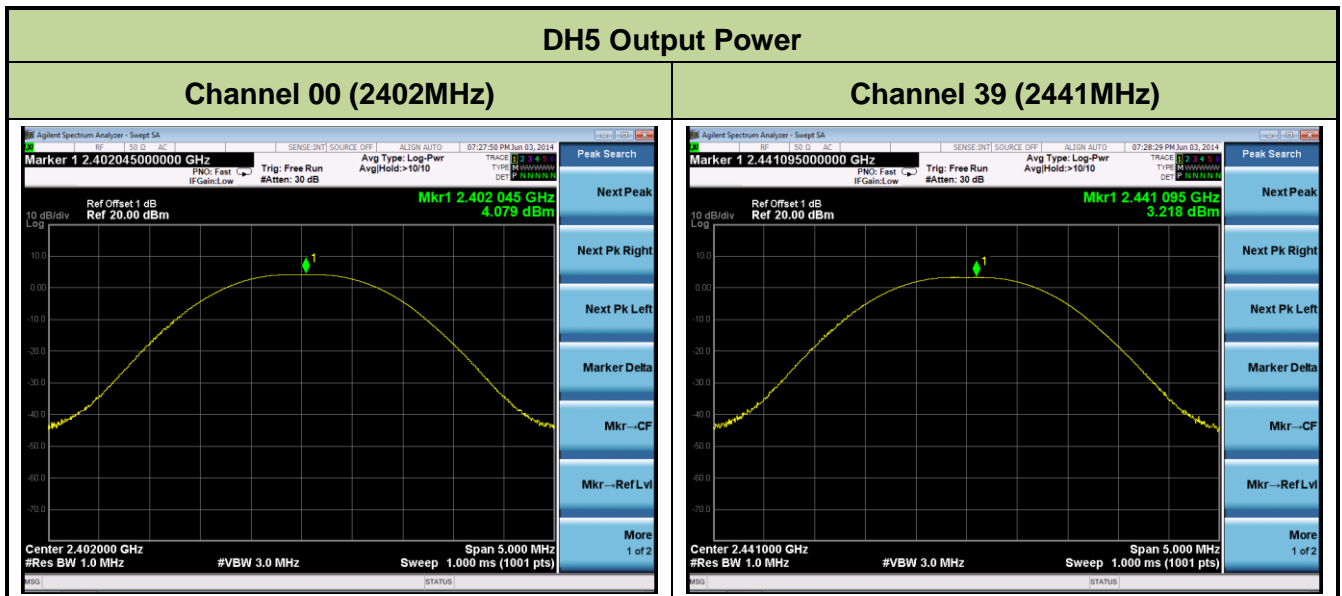 DH5 Output Power
Channel 00 (2402MHz)
Channel 39 (2441MHz)
Agilent Spectrum Analyzer - Swept SA
RF 50 Ω AC SENSE:INT SOURCE OFF ALIGN AUTO 07:27:50 PM Jun 03, 2014
Marker 1 2.402045000000 GHz
PNO: Fast
IFGain:Low
Trig: Free Run
#Atten: 30 dB
Avg Type: Log-Pwr
Avg|Hold:>10/10
TRACE 1 2 3 4 5 6
TYPE M
DET P N N N N N
Peak Search
Mkr1 2.402 045 GHz
4.079 dBm
Ref Offset 1 dB
10 dB/div Ref 20.00 dBm
Log
10.0
0.00
-10.0
-20.0
-30.0
-40.0
-50.0
-60.0
-70.0
1
Center 2.402000 GHz Span 5.000 MHz
#Res BW 1.0 MHz #VBW 3.0 MHz Sweep 1.000 ms (1001 pts)
MSG STATUS
Next Peak
Next Pk Right
Next Pk Left
Marker Delta
Mkr→CF
Mkr→Ref Lvl
More
1 of 2
Agilent Spectrum Analyzer - Swept SA
RF 50 Ω AC SENSE:INT SOURCE OFF ALIGN AUTO 07:28:29 PM Jun 03, 2014
Marker 1 2.441095000000 GHz
PNO: Fast
IFGain:Low
Trig: Free Run
#Atten: 30 dB
Avg Type: Log-Pwr
Avg|Hold:>10/10
TRACE 1 2 3 4 5 6
TYPE M
DET P N N N N N
Peak Search
Mkr1 2.441 095 GHz
3.218 dBm
Ref Offset 1 dB
10 dB/div Ref 20.00 dBm
Log
10.0
0.00
-10.0
-20.0
-30.0
-40.0
-50.0
-60.0
-70.0
1
Center 2.441000 GHz Span 5.000 MHz
#Res BW 1.0 MHz #VBW 3.0 MHz Sweep 1.000 ms (1001 pts)
MSG STATUS
Next Peak
Next Pk Right
Next Pk Left
Marker Delta
Mkr→CF
Mkr→Ref Lvl
More
1 of 2